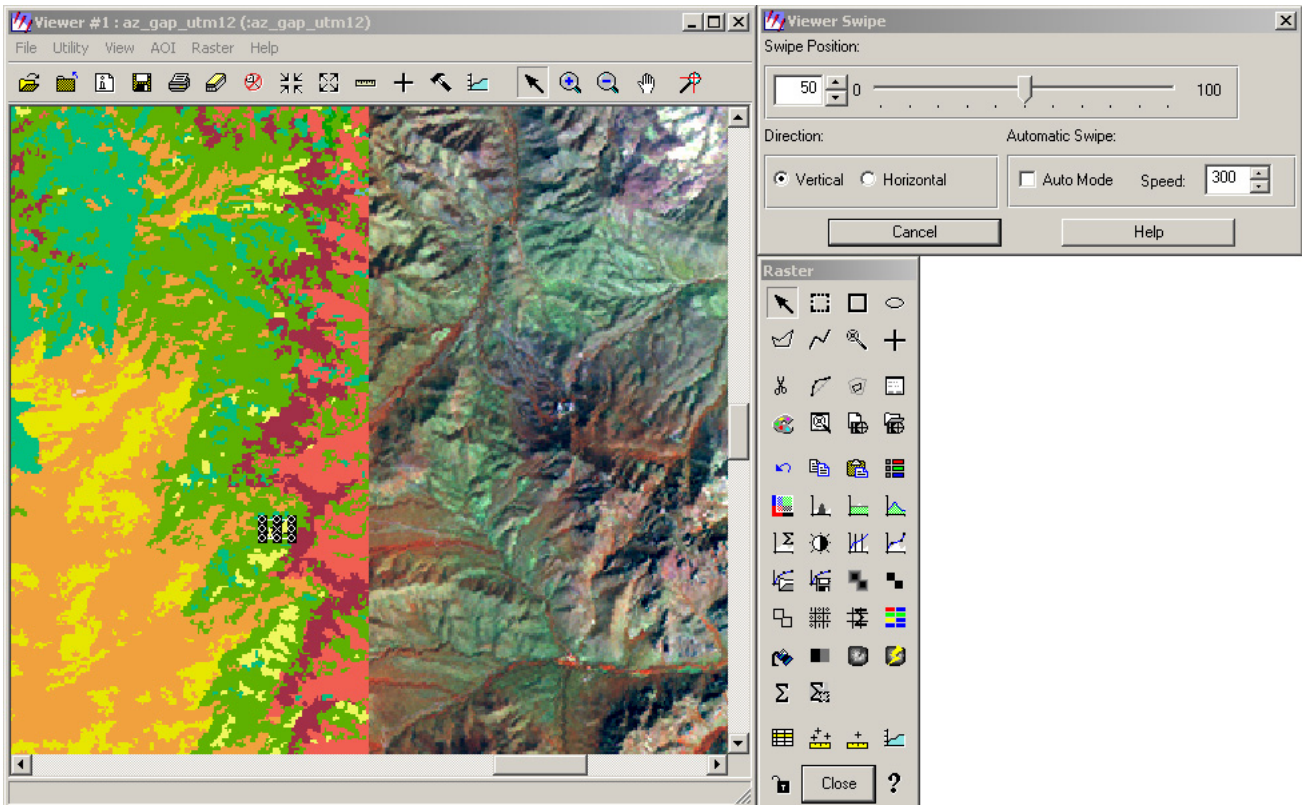 Viewer #1 : az_gap_utm12 (:az_gap_utm12)
File Utility View AOI Raster Help
Viewer Swipe
Swipe Position:
50 0 100
Direction: Automatic Swipe:
Vertical Horizontal Auto Mode Speed: 300
Cancel Help
Raster
Close ?